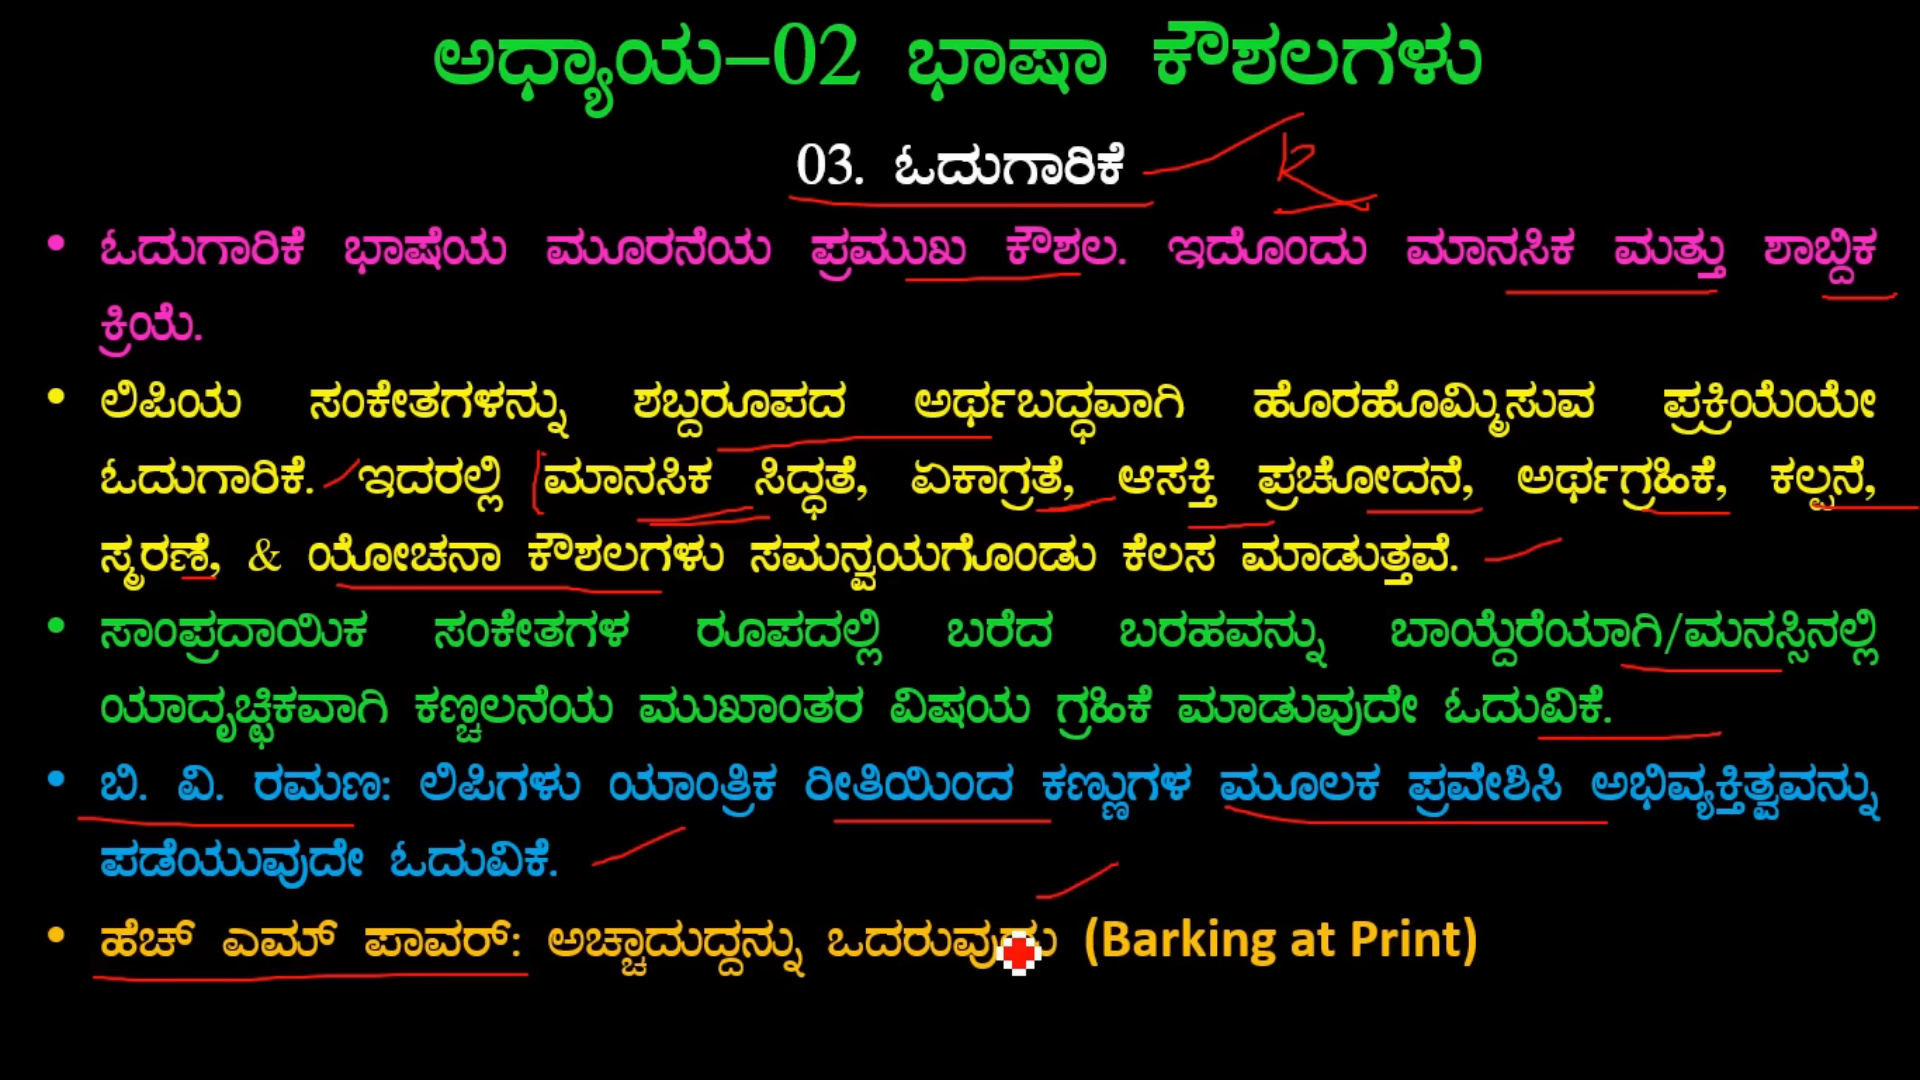 ಅಧ್ಯಾಯ–02 ಭಾಷಾ ಕೌಶಲಗಳು
03. ಓದುಗಾರಿಕೆ
R
• ಓದುಗಾರಿಕೆ ಭಾಷೆಯ ಮೂರನೆಯ ಪ್ರಮುಖ ಕೌಶಲ. ಇದೊಂದು ಮಾನಸಿಕ ಮತ್ತು ಶಾಬ್ದಿಕ
ಕ್ರಿಯೆ.
• ಲಿಪಿಯ ಸಂಕೇತಗಳನ್ನು ಶಬ್ದರೂಪದ ಅರ್ಥಬದ್ಧವಾಗಿ ಹೊರಹೊಮ್ಮಿಸುವ ಪ್ರಕ್ರಿಯೆಯೇ
ಓದುಗಾರಿಕೆ. ಇದರಲ್ಲಿ ಮಾನಸಿಕ ಸಿದ್ಧತೆ, ಏಕಾಗ್ರತೆ, ಆಸಕ್ತಿ ಪ್ರಚೋದನೆ, ಅರ್ಥಗ್ರಹಿಕೆ, ಕಲ್ಪನೆ,
ಸ್ಮರಣೆ, & ಯೋಚನಾ ಕೌಶಲಗಳು ಸಮನ್ವಯಗೊಂಡು ಕೆಲಸ ಮಾಡುತ್ತವೆ.
• ಸಾಂಪ್ರದಾಯಿಕ ಸಂಕೇತಗಳ ರೂಪದಲ್ಲಿ ಬರೆದ ಬರಹವನ್ನು ಬಾಯ್ದೆರೆಯಾಗಿ/ಮನಸ್ಸಿನಲ್ಲಿ
ಯಾದೃಚ್ಛಿಕವಾಗಿ ಕಣ್ಚಲನೆಯ ಮುಖಾಂತರ ವಿಷಯ ಗ್ರಹಿಕೆ ಮಾಡುವುದೇ ಓದುವಿಕೆ.
• ಬಿ. ವಿ. ರಮಣ: ಲಿಪಿಗಳು ಯಾಂತ್ರಿಕ ರೀತಿಯಿಂದ ಕಣ್ಣುಗಳ ಮೂಲಕ ಪ್ರವೇಶಿಸಿ ಅಭಿವ್ಯಕ್ತಿತ್ವವನ್ನು
ಪಡೆಯುವುದೇ ಓದುವಿಕೆ.
• ಹೆಚ್ ಎಮ್ ಪಾವರ್: ಅಚ್ಚಾದುದ್ದನ್ನು ಒದರುವುದು (Barking at Print)